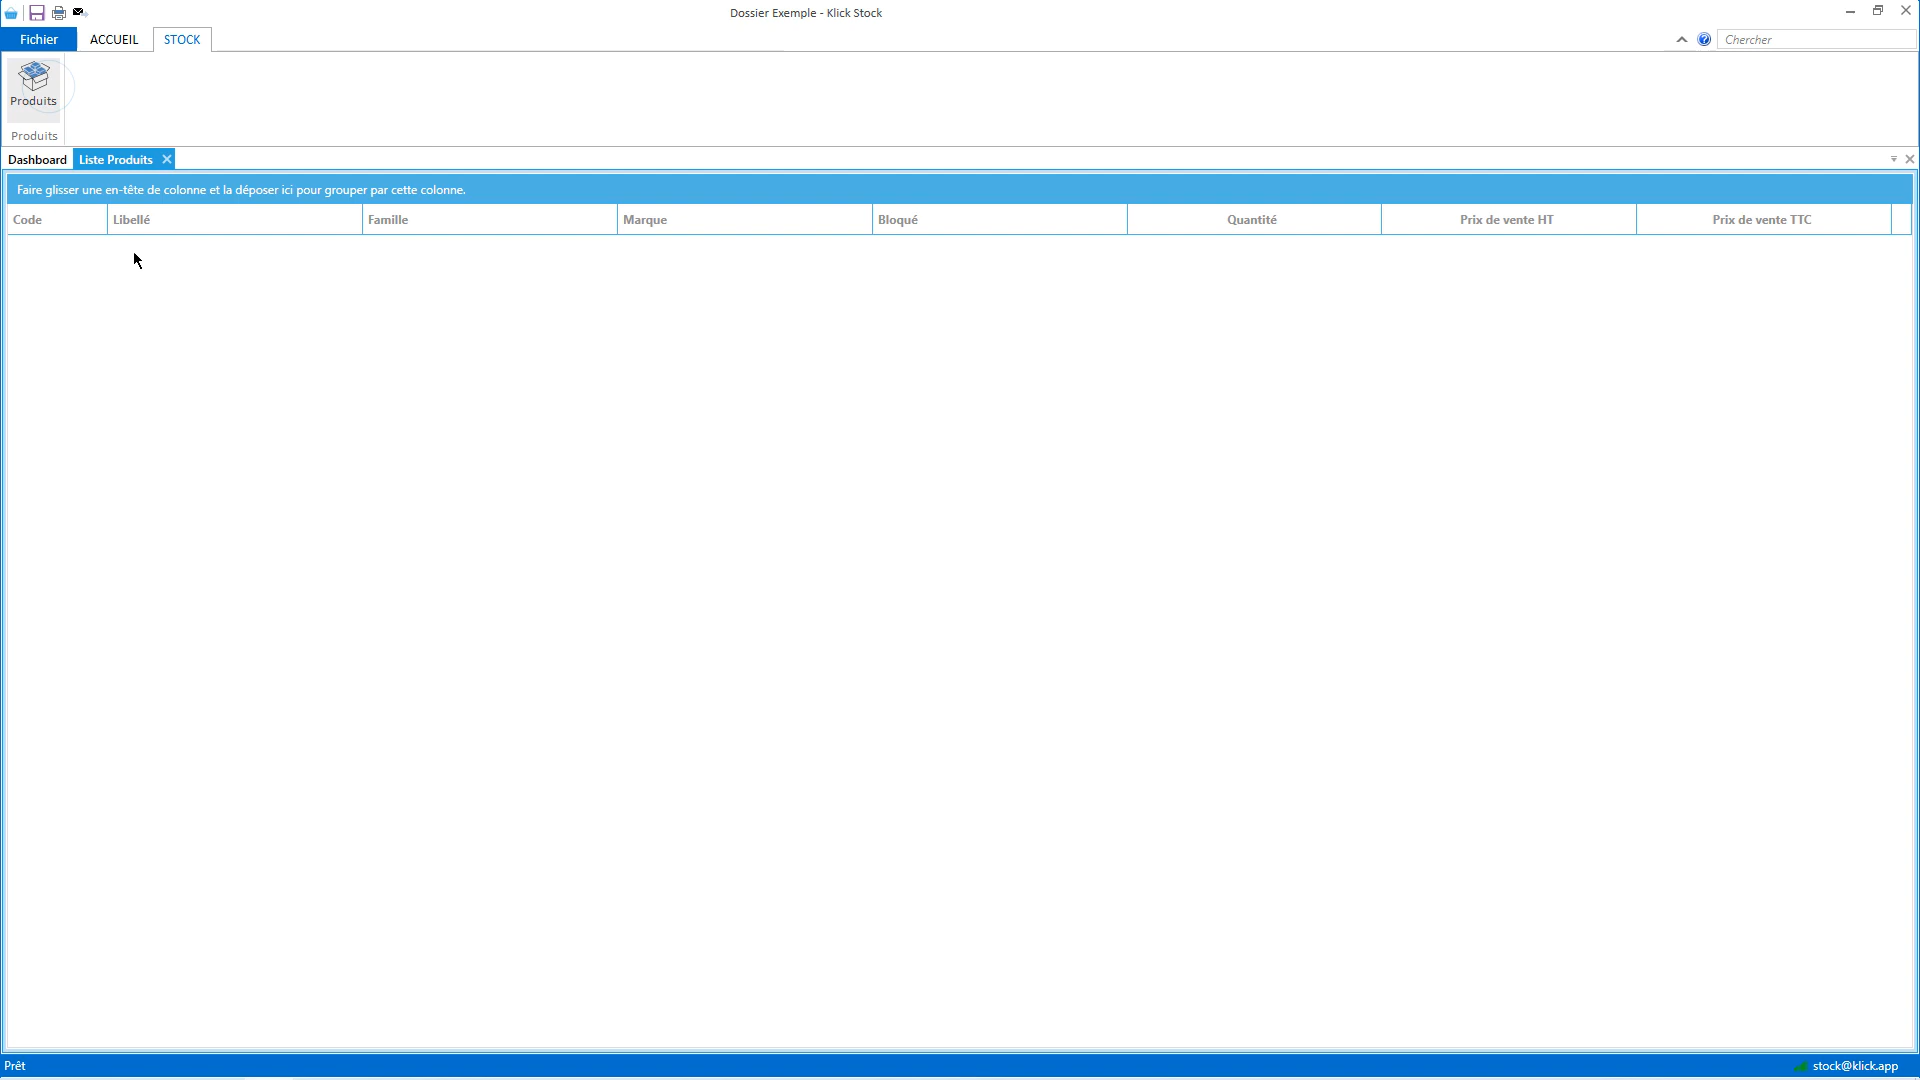 Dossier Exemple - Klick Stock
Fichier ACCUEIL STOCK Chercher
Produits
Produits
Dashboard Liste Produits
Faire glisser une en-tête de colonne et la déposer ici pour grouper par cette colonne.
Code Libellé Famille Marque Bloqué Quantité Prix de vente HT Prix de vente TTC
Prêt stock@klick.app